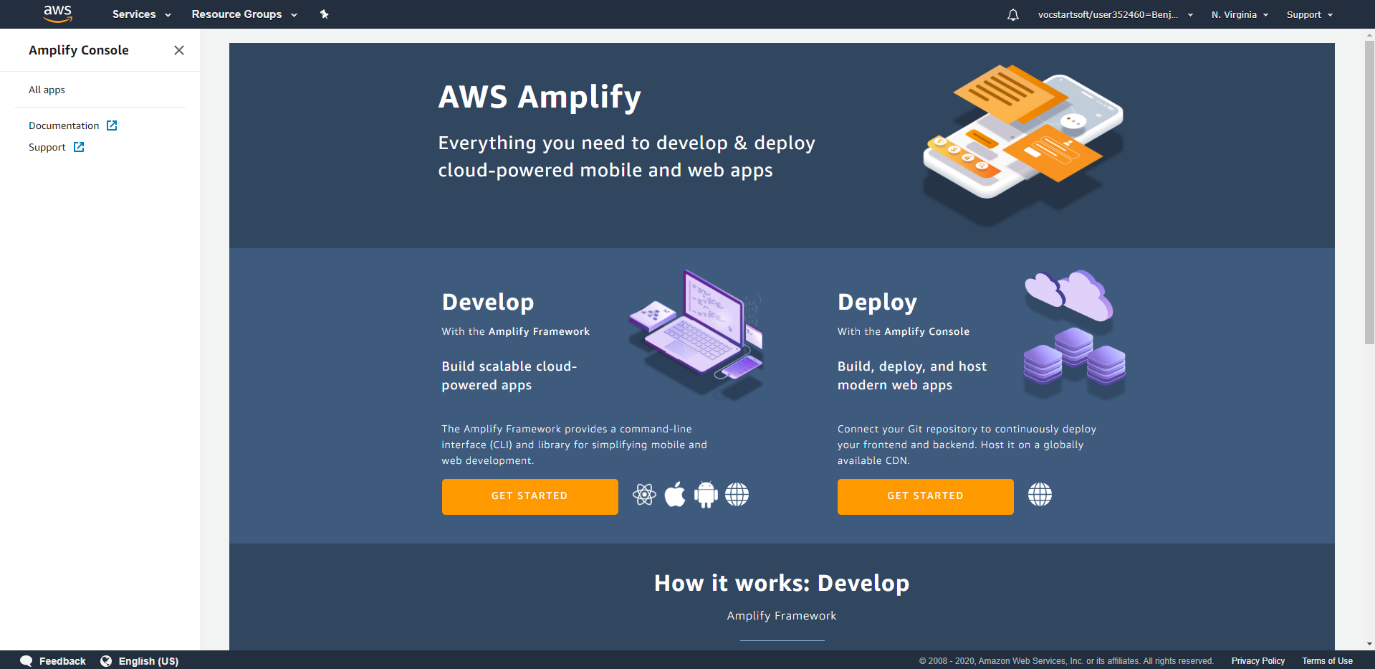 aws
Services
Resource Groups
vocstartsoft/user352460=Benj...
N. Virginia
Support
Amplify Console
All apps
Documentation
Support
AWS Amplify
Everything you need to develop & deploy
cloud-powered mobile and web apps
Develop
With the Amplify Framework
Build scalable cloud-
powered apps
The Amplify Framework provides a command-line
interface (CLI) and library for simplifying mobile and
web development.
GET STARTED
Deploy
With the Amplify Console
Build, deploy, and host
modern web apps
Connect your Git repository to continuously deploy
your frontend and backend. Host it on a globally
available CDN.
GET STARTED
How it works: Develop
Amplify Framework
Feedback
English (US)
© 2008 - 2020, Amazon Web Services, Inc. or its affiliates. All rights reserved.
Privacy Policy
Terms of Use